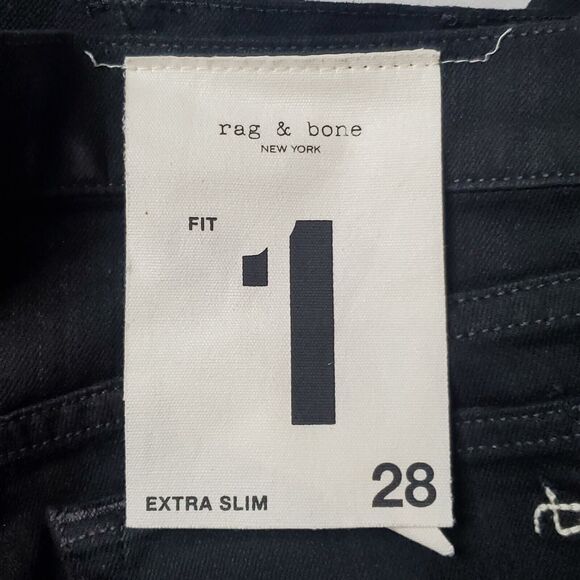 rag & bone
NEW YORK
FIT
1
EXTRA SLIM
28